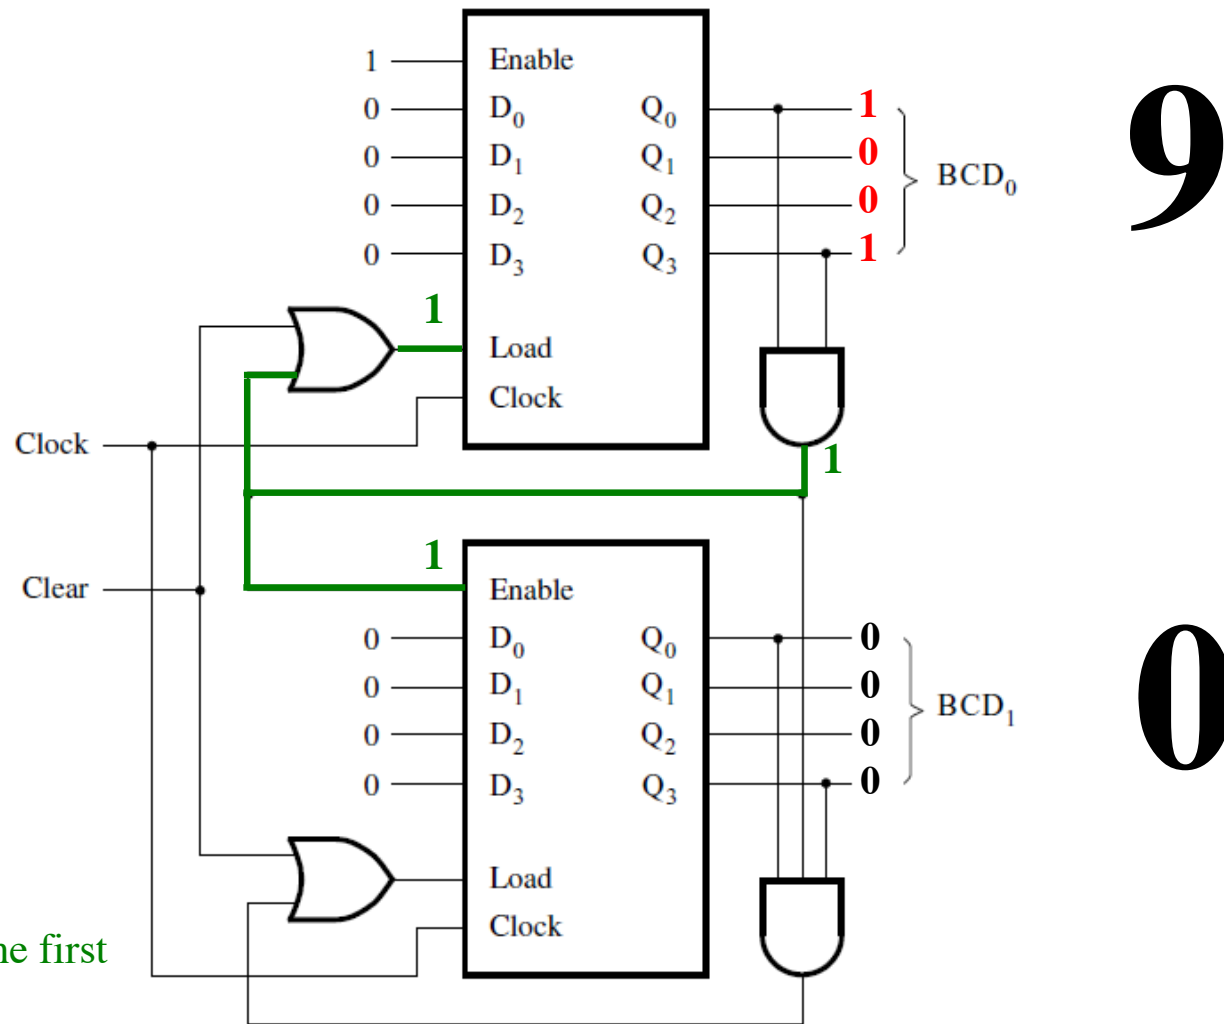 1 Enable
0 D0 Q0 1
0 D1 Q1 0
0 D2 Q2 0
0 D3 Q3 1
BCD0
9
1
Load
Clock
Clock
1
1
Enable
Clear
0 D0 Q0 0
0 D1 Q1 0
0 D2 Q2 0
0 D3 Q3 0
BCD1
0
Load
Clock
first